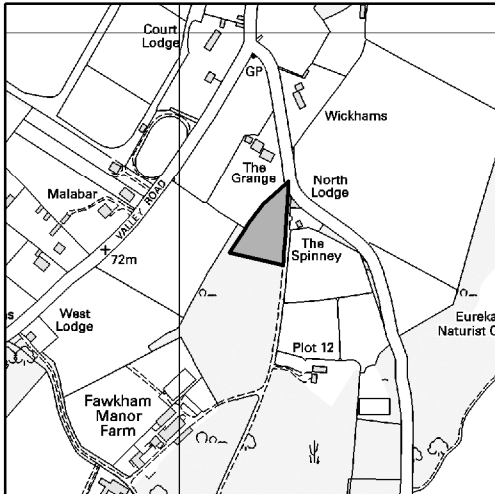 Court
Lodge
GP
Wickhams
The
Grange
North
Lodge
Malabar
VALLEY ROAD
72m
The
Spinney
West
Lodge
Eureka
Naturist C
Plot 12
Fawkham
Manor
Farm